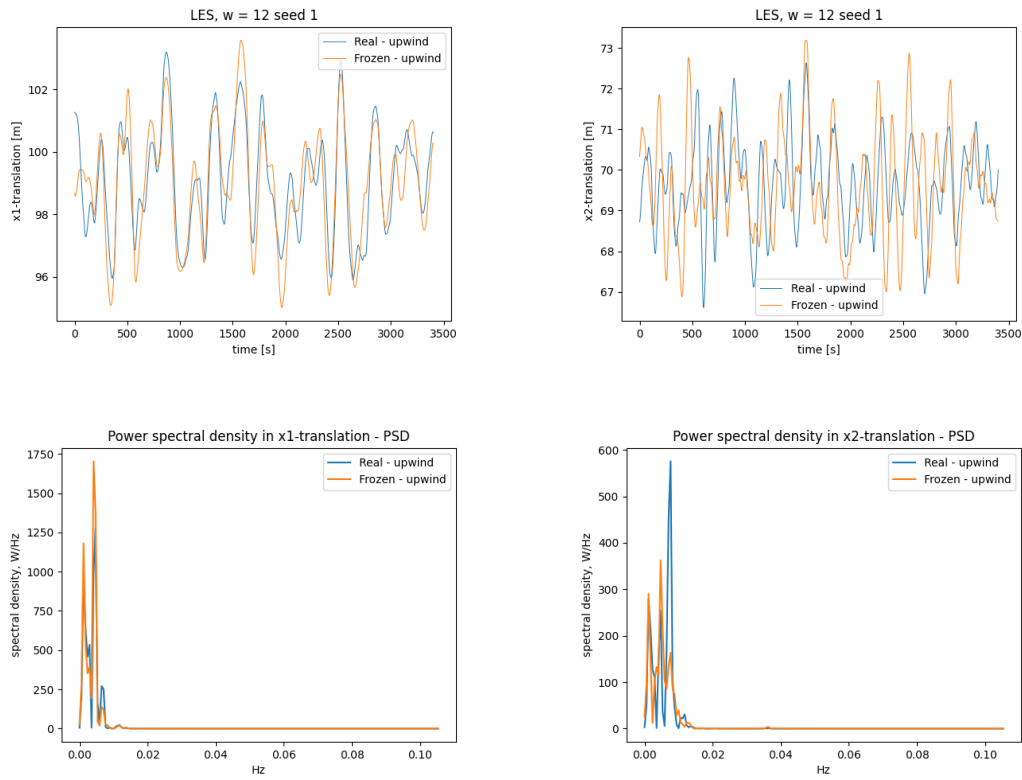 LES, w = 12 seed 1
Real - upwind
Frozen - upwind
102
100
98
96
x1-translation [m]
0 500 1000 1500 2000 2500 3000 3500
time [s]
LES, w = 12 seed 1
73
72
71
70
69
68
67
x2-translation [m]
Real - upwind
Frozen - upwind
0 500 1000 1500 2000 2500 3000 3500
time [s]
Power spectral density in x1-translation - PSD
Real - upwind
Frozen - upwind
1750
1500
1250
1000
750
500
250
0
spectral density, W/Hz
0.00 0.02 0.04 0.06 0.08 0.10
Hz
Power spectral density in x2-translation - PSD
Real - upwind
Frozen - upwind
600
500
400
300
200
100
0
spectral density, W/Hz
0.00 0.02 0.04 0.06 0.08 0.10
Hz